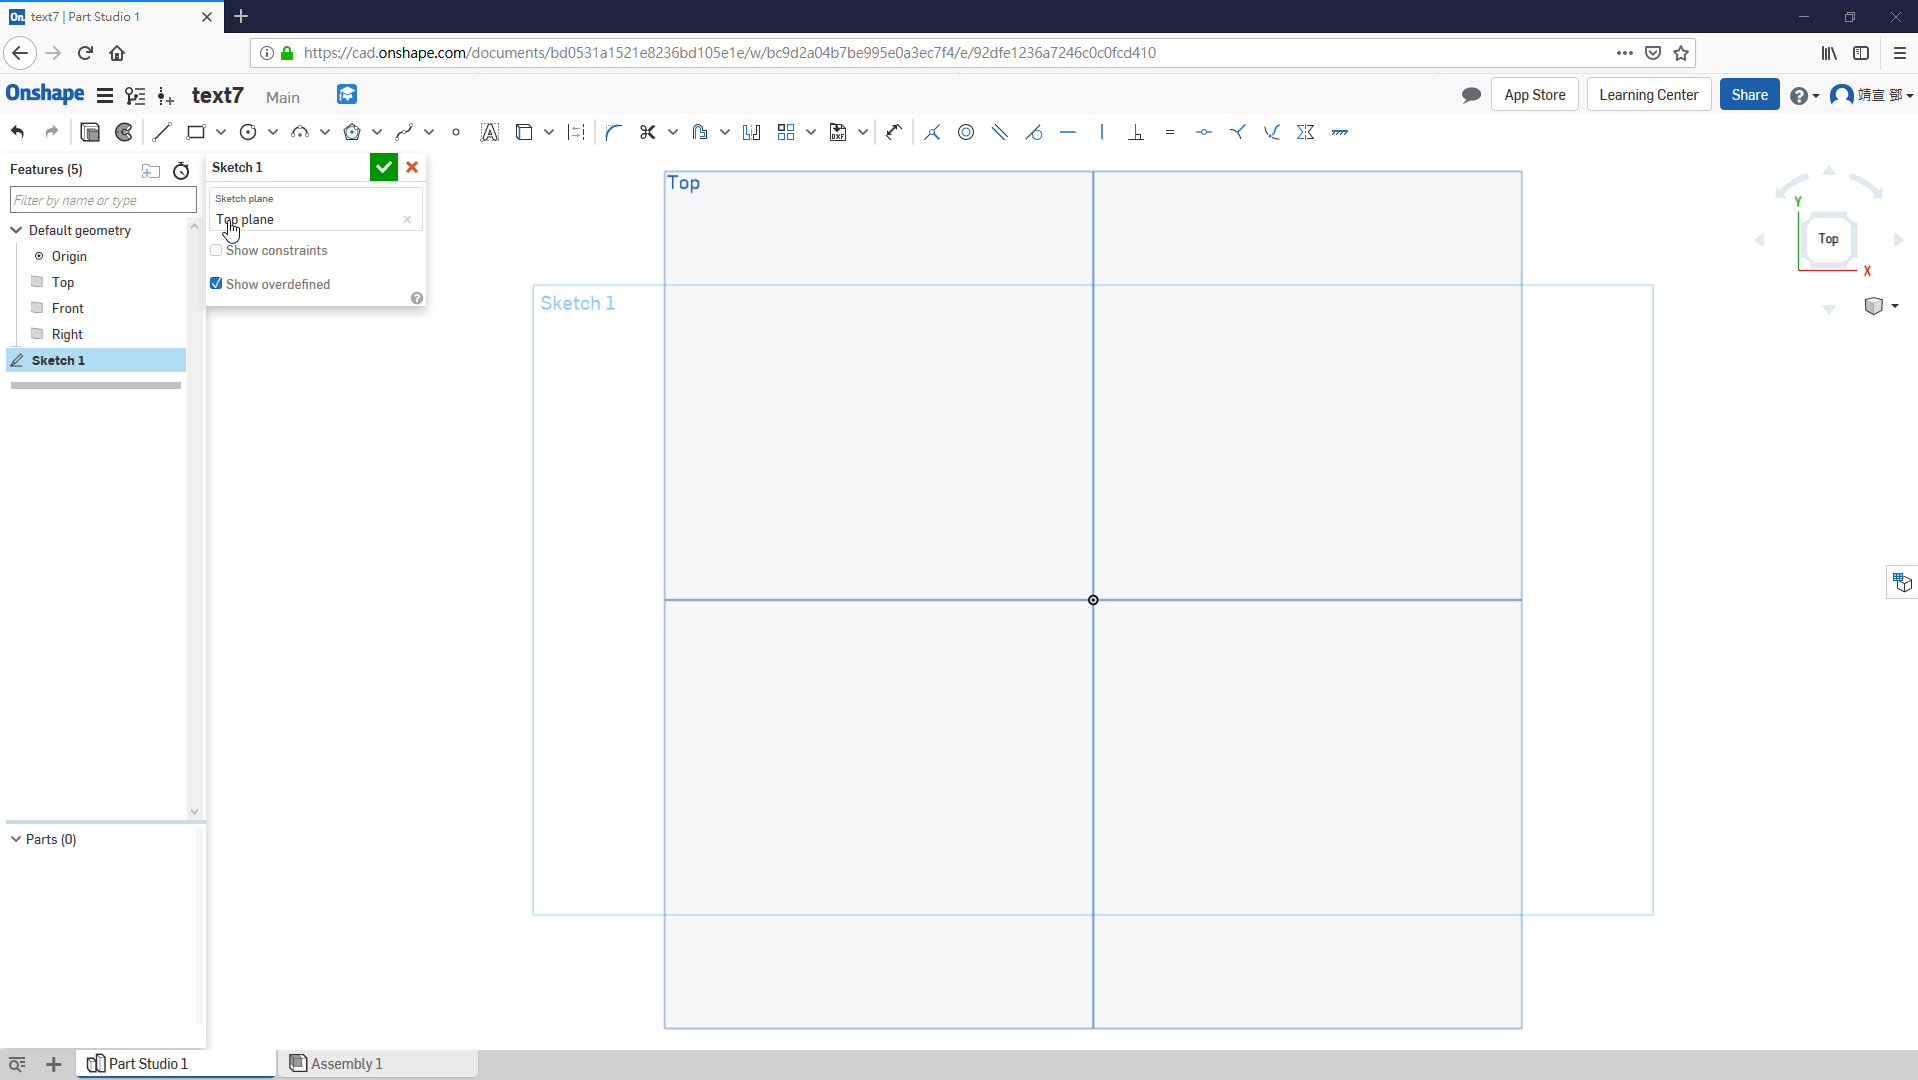 text7 | Part Studio 1
https://cad.onshape.com/documents/bd0531a1521e8236bd105e1e/w/bc9d2a04b7be995e0a3ec7f4/e/92dfe1236a7246c0c0fcd410
Onshape
text7
Main
App Store
Learning Center
Share
靖宣 鄧
Features (5)
Filter by name or type
Default geometry
Origin
Top
Front
Right
Sketch 1
Sketch 1
Sketch plane
Top plane
Show constraints
Show overdefined
Top
Sketch 1
Y
Top
X
Parts (0)
Part Studio 1
Assembly 1